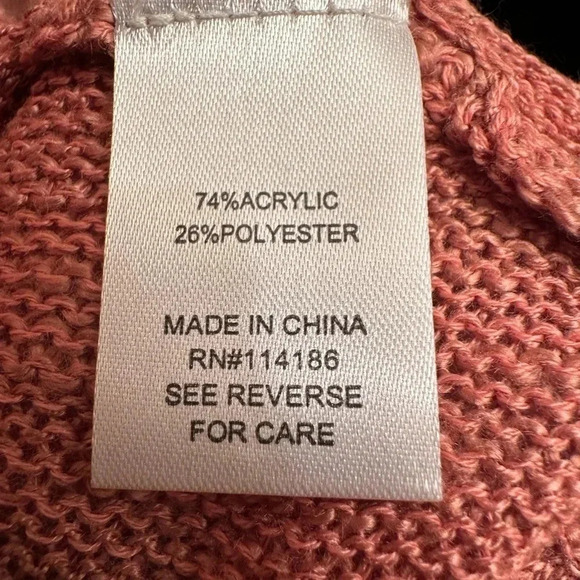 74%ACRYLIC
26%POLYESTER
MADE IN CHINA
RN#114186
SEE REVERSE
FOR CARE